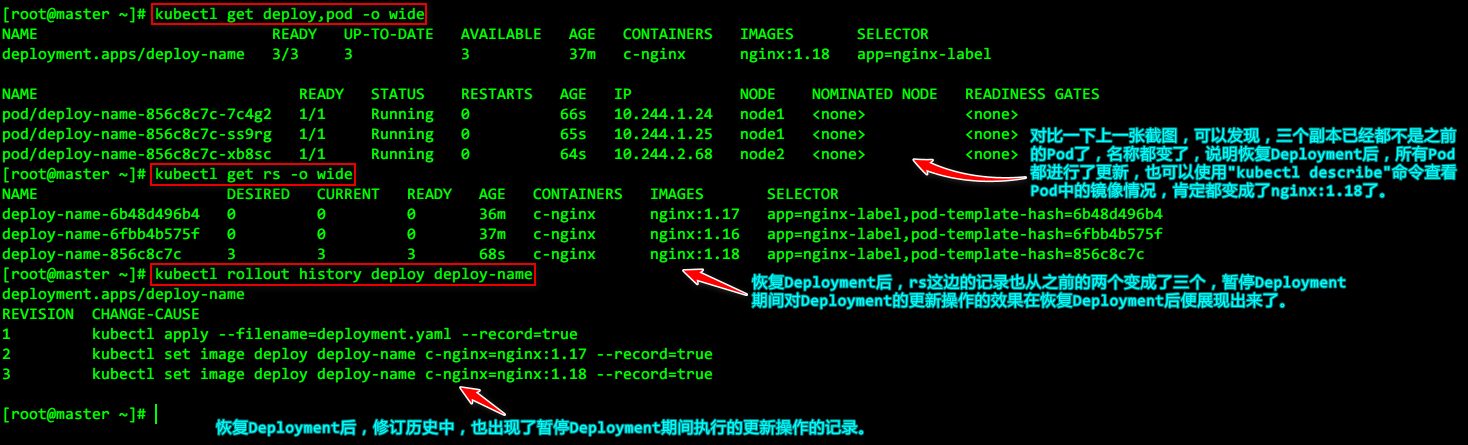 [root@master ~]# kubectl get deploy,pod -o wide
NAME READY UP-TO-DATE AVAILABLE AGE CONTAINERS IMAGES SELECTOR
deployment.apps/deploy-name 3/3 3 3 37m c-nginx nginx:1.18 app=nginx-label
NAME READY STATUS RESTARTS AGE IP NODE NOMINATED NODE READINESS GATES
pod/deploy-name-856c8c7c-7c4g2 1/1 Running 0 66s 10.244.1.24 node1 <none> <none>
pod/deploy-name-856c8c7c-ss9rg 1/1 Running 0 65s 10.244.1.25 node1 <none> <none>
pod/deploy-name-856c8c7c-xb8sc 1/1 Running 0 64s 10.244.2.68 node2 <none> <none>
对比一下上一张截图，可以发现，三个副本已经都不是之前
的Pod了，名称都变了，说明恢复Deployment后，所有Pod
都进行了更新，也可以使用"kubectl describe"命令查看
Pod中的镜像情况，肯定都变成了nginx:1.18了。
[root@master ~]# kubectl get rs -o wide
NAME DESIRED CURRENT READY AGE CONTAINERS IMAGES SELECTOR
deploy-name-6b48d496b4 0 0 0 36m c-nginx nginx:1.17 app=nginx-label,pod-template-hash=6b48d496b4
deploy-name-6fbb4b575f 0 0 0 37m c-nginx nginx:1.16 app=nginx-label,pod-template-hash=6fbb4b575f
deploy-name-856c8c7c 3 3 3 68s c-nginx nginx:1.18 app=nginx-label,pod-template-hash=856c8c7c
[root@master ~]# kubectl rollout history deploy deploy-name
恢复Deployment后，rs这边的记录也从之前的两个变成了三个，暂停Deployment
期间对Deployment的更新操作的效果在恢复Deployment后便展现出来了。
deployment.apps/deploy-name
REVISION CHANGE-CAUSE
1 kubectl apply --filename=deployment.yaml --record=true
2 kubectl set image deploy deploy-name c-nginx=nginx:1.17 --record=true
3 kubectl set image deploy deploy-name c-nginx=nginx:1.18 --record=true
[root@master ~]#
恢复Deployment后，修订历史中，也出现了暂停Deployment期间执行的更新操作的记录。